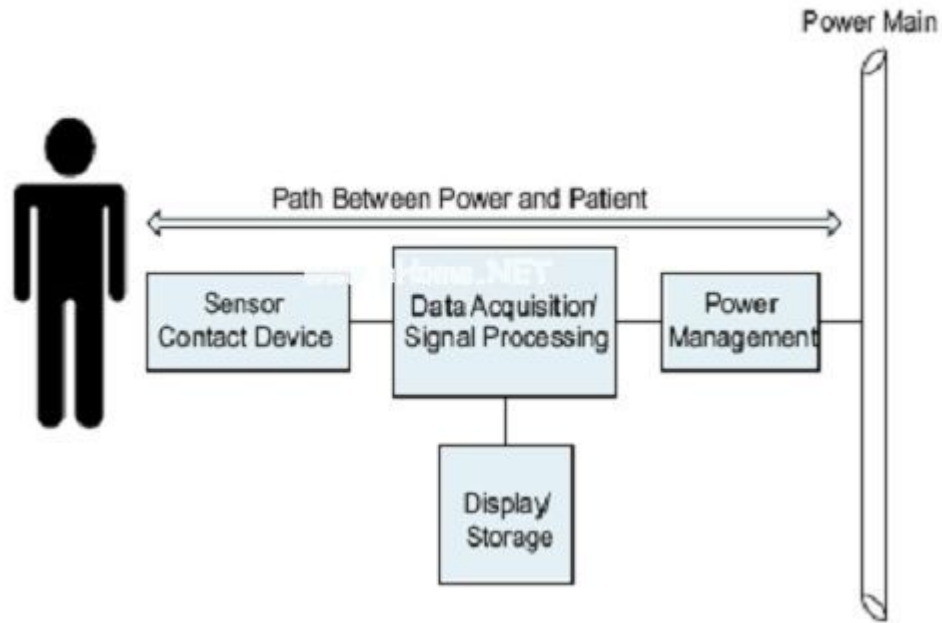 Power Main
Path Between Power and Patient
Sensor
Contact Device
Data Acquisition/
Signal Processing
Power
Management
Display/
Storage